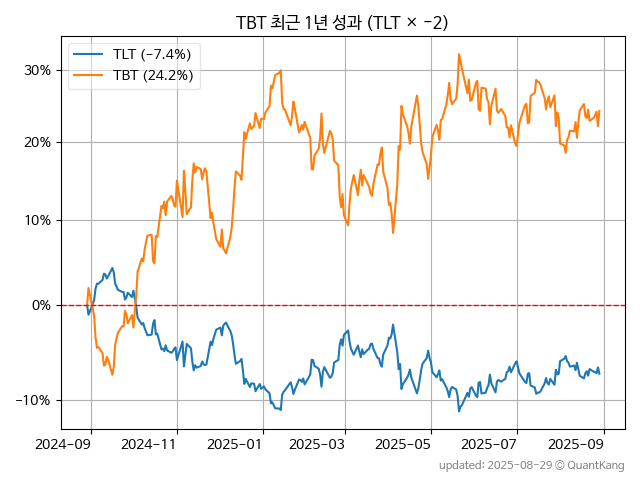 TBT 최근 1년 성과 (TLT × −2)
TLT (−7.4%)
TBT (24.2%)
30%
20%
10%
0%
−10%
2024-09 2024-11 2025-01 2025-03 2025-05 2025-07 2025-09
updated: 2025-08-29 © QuantKang